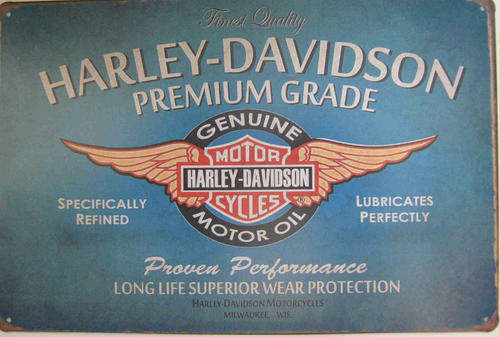 Finest Quality
HARLEY-DAVIDSON
PREMIUM GRADE
GENUINE
MOTOR
HARLEY-DAVIDSON
CYCLES
MOTOR OIL
SPECIFICALLY
REFINED
LUBRICATES
PERFECTLY
Proven Performance
LONG LIFE SUPERIOR WEAR PROTECTION
HARLEY-DAVIDSON MOTORCYCLES
MILWAUKEE, WIS.